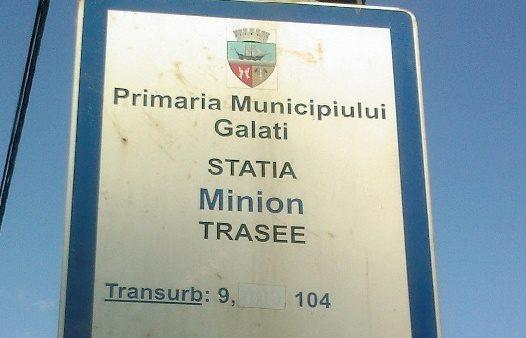 Primaria Municipiului
Galati
STATIA
Minion
TRASEE
Transurb: 9, 104